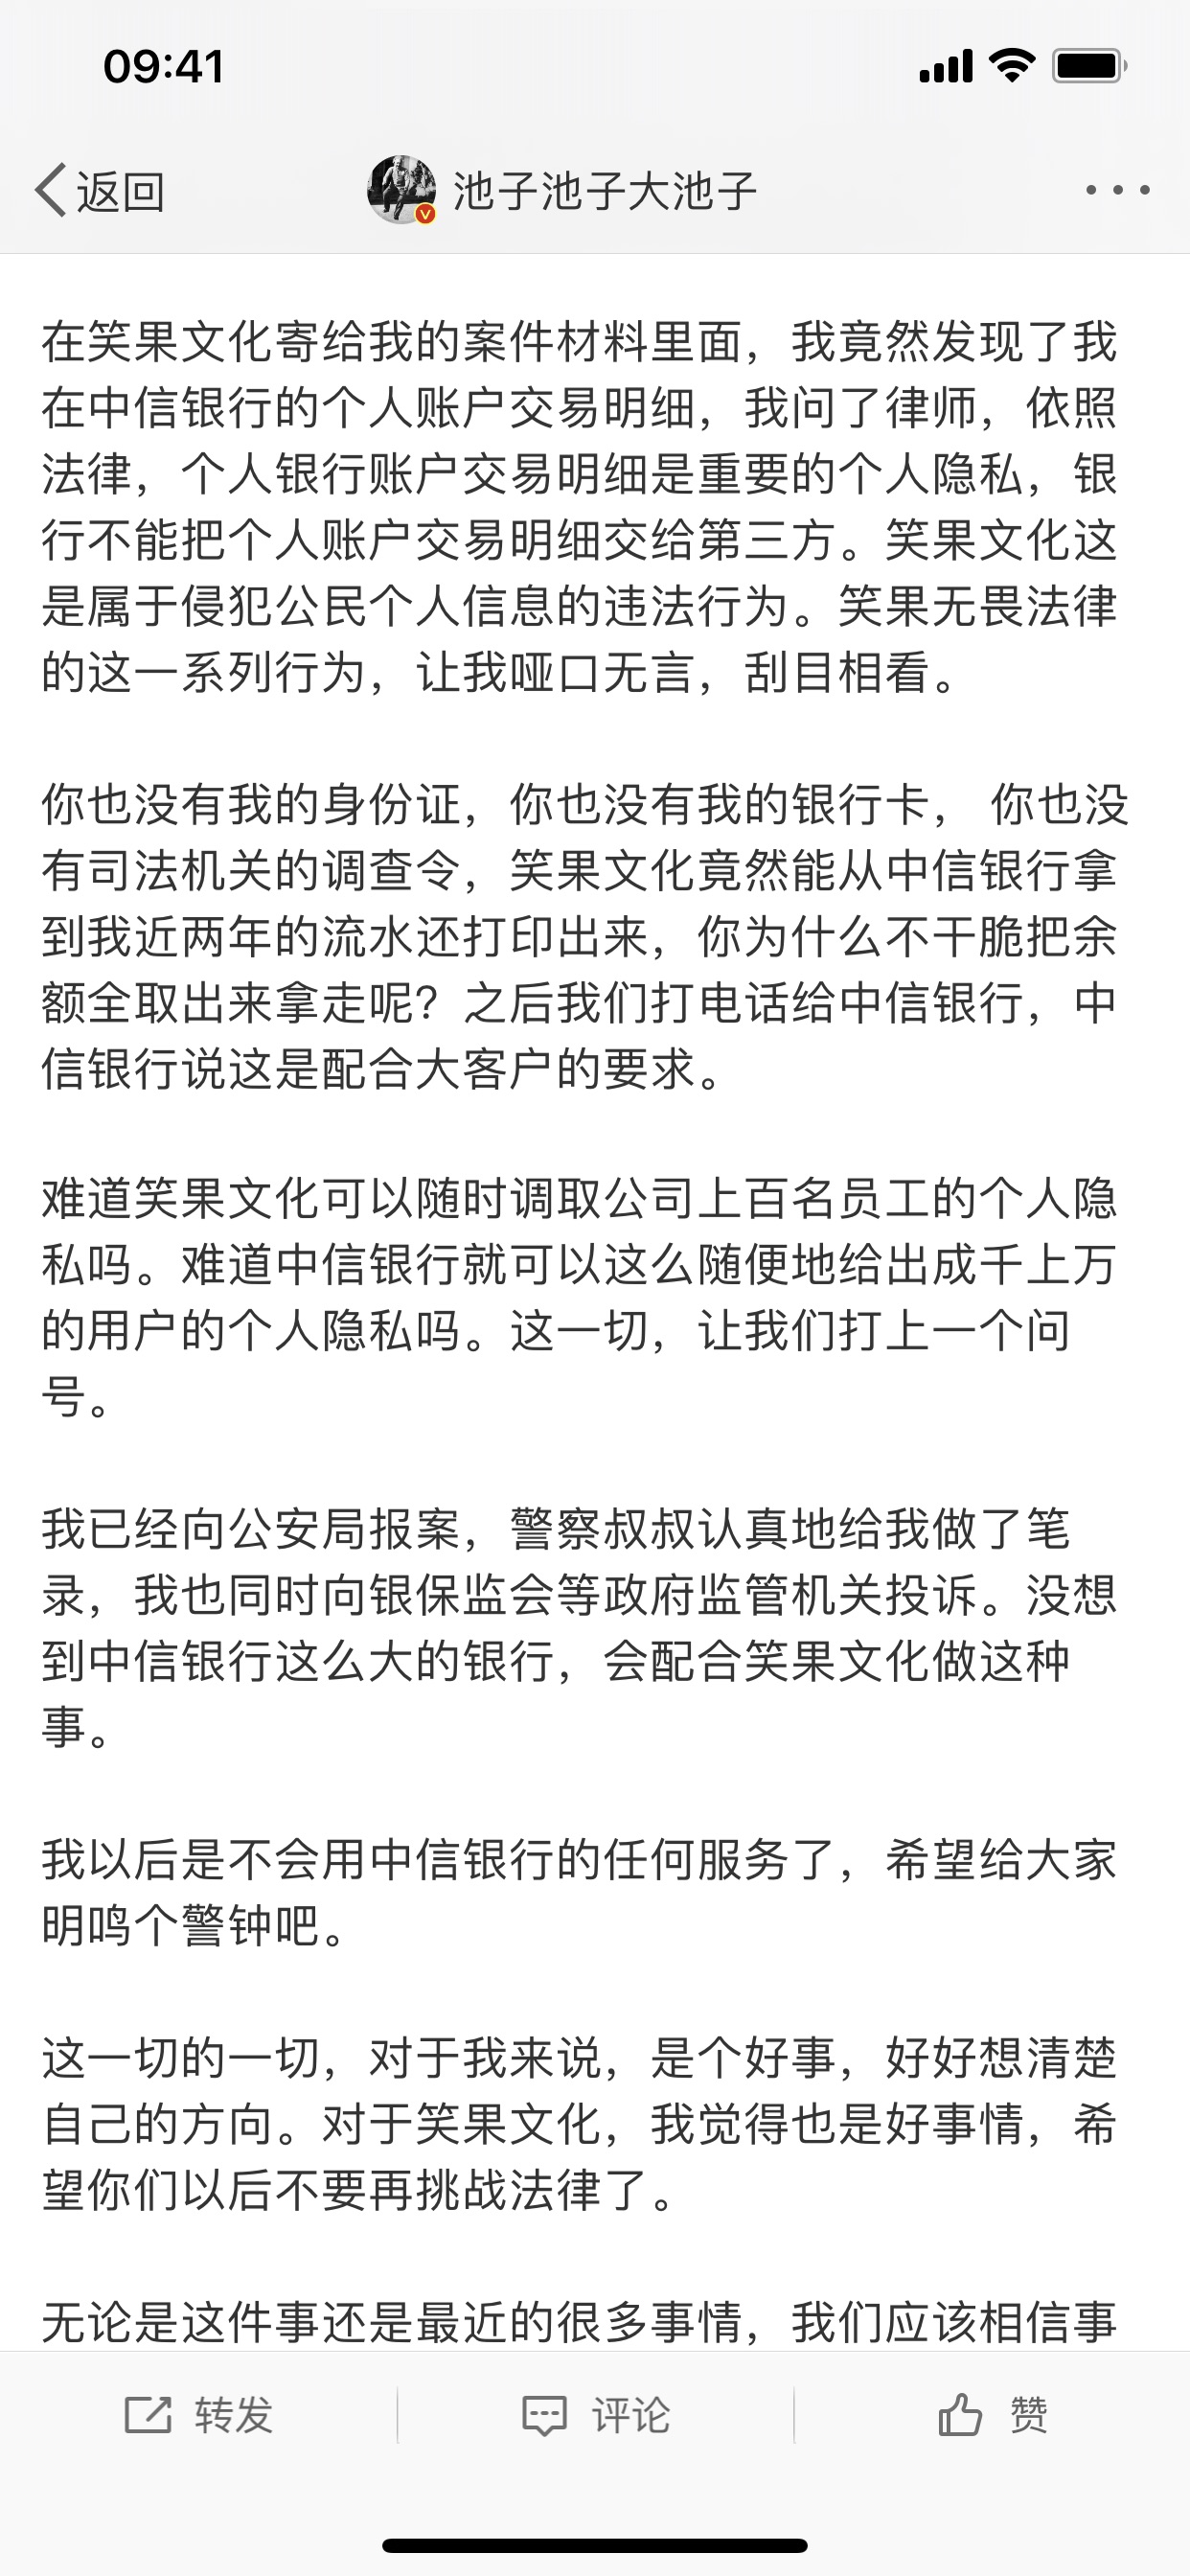 09:41
返回 池子池子大池子
在笑果文化寄给我的案件材料里面，我竟然发现了我
在中信银行的个人账户交易明细，我问了律师，依照
法律，个人银行账户交易明细是重要的个人隐私，银
行不能把个人账户交易明细交给第三方。笑果文化这
是属于侵犯公民个人信息的违法行为。笑果无畏法律
的这一系列行为，让我哑口无言，刮目相看。
你也没有我的身份证，你也没有我的银行卡， 你也没
有司法机关的调查令，笑果文化竟然能从中信银行拿
到我近两年的流水还打印出来，你为什么不干脆把余
额全取出来拿走呢？之后我们打电话给中信银行，中
信银行说这是配合大客户的要求。
难道笑果文化可以随时调取公司上百名员工的个人隐
私吗。难道中信银行就可以这么随便地给出成千上万
的用户的个人隐私吗。这一切，让我们打上一个问
号。
我已经向公安局报案，警察叔叔认真地给我做了笔
录，我也同时向银保监会等政府监管机关投诉。没想
到中信银行这么大的银行，会配合笑果文化做这种
事。
我以后是不会用中信银行的任何服务了，希望给大家
明鸣个警钟吧。
这一切的一切，对于我来说，是个好事，好好想清楚
自己的方向。对于笑果文化，我觉得也是好事情，希
望你们以后不要再挑战法律了。
无论是这件事还是最近的很多事情，我们应该相信事
转发 评论 赞